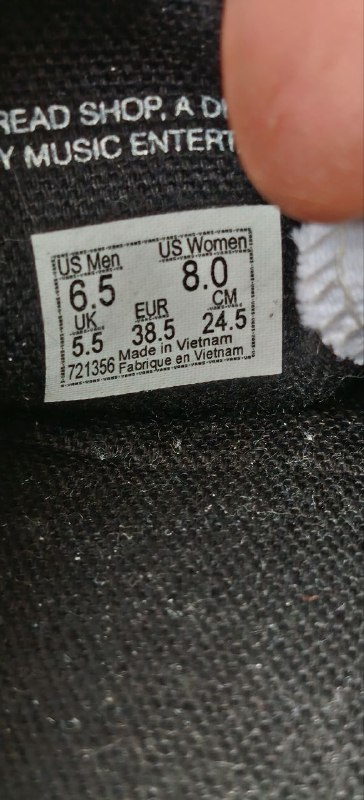 READ SHOP, A D
Y MUSIC ENTERT
US Men US Women
6.5 8.0
UK EUR CM
5.5 38.5 24.5
Made in Vietnam
721356 Fabrique en Vietnam